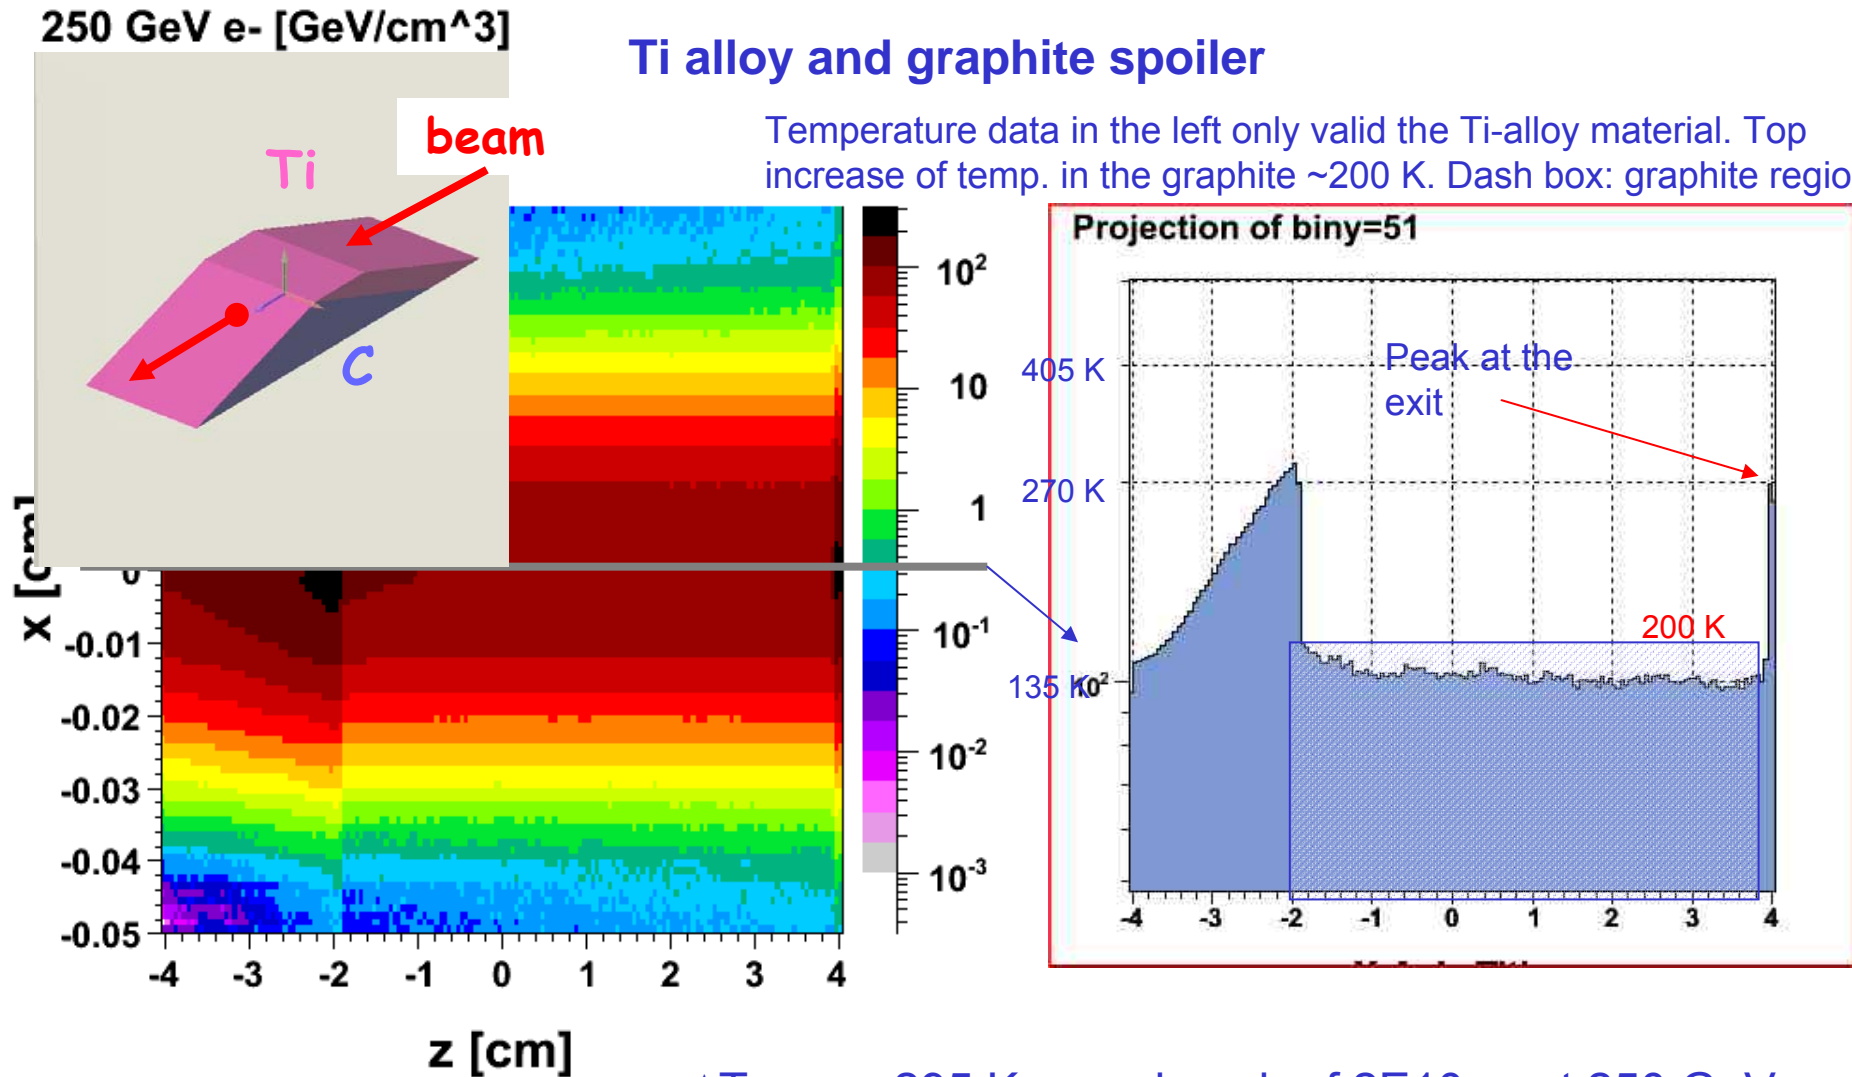 250 GeV e- [GeV/cm^3]
Ti alloy and graphite spoiler
Temperature data in the left only valid the Ti-alloy material. Top
increase of temp. in the graphite ~200 K. Dash box: graphite regio
beam
Ti
C
x [cm]
0
-0.01
-0.02
-0.03
-0.04
-0.05
-4 -3 -2 -1 0 1 2 3 4
z [cm]
10²
10
1
10⁻¹
10⁻²
10⁻³
Projection of biny=51
405 K
270 K
135 K
10²
Peak at the
exit
200 K
-4 -3 -2 -1 0 1 2 3 4